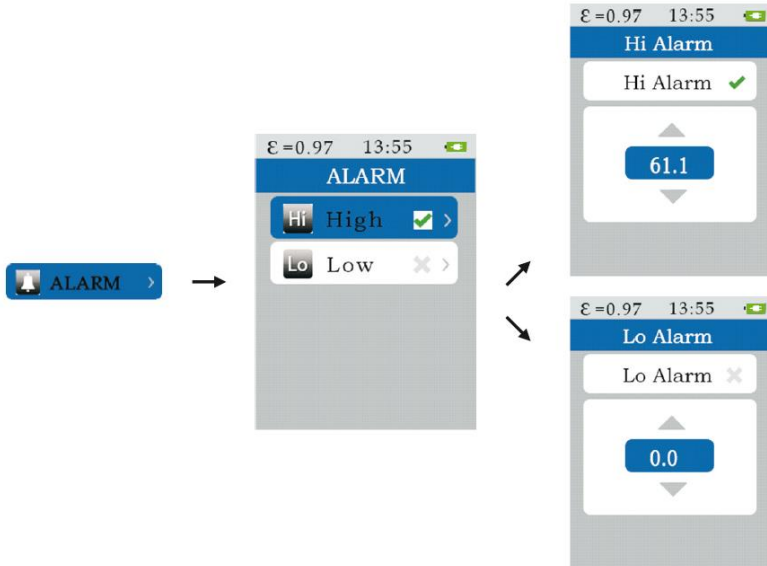 ALARM
ε=0.97 13:55
ALARM
Hi High
Lo Low
ε=0.97 13:55
Hi Alarm
Hi Alarm
61.1
ε=0.97 13:55
Lo Alarm
Lo Alarm
0.0